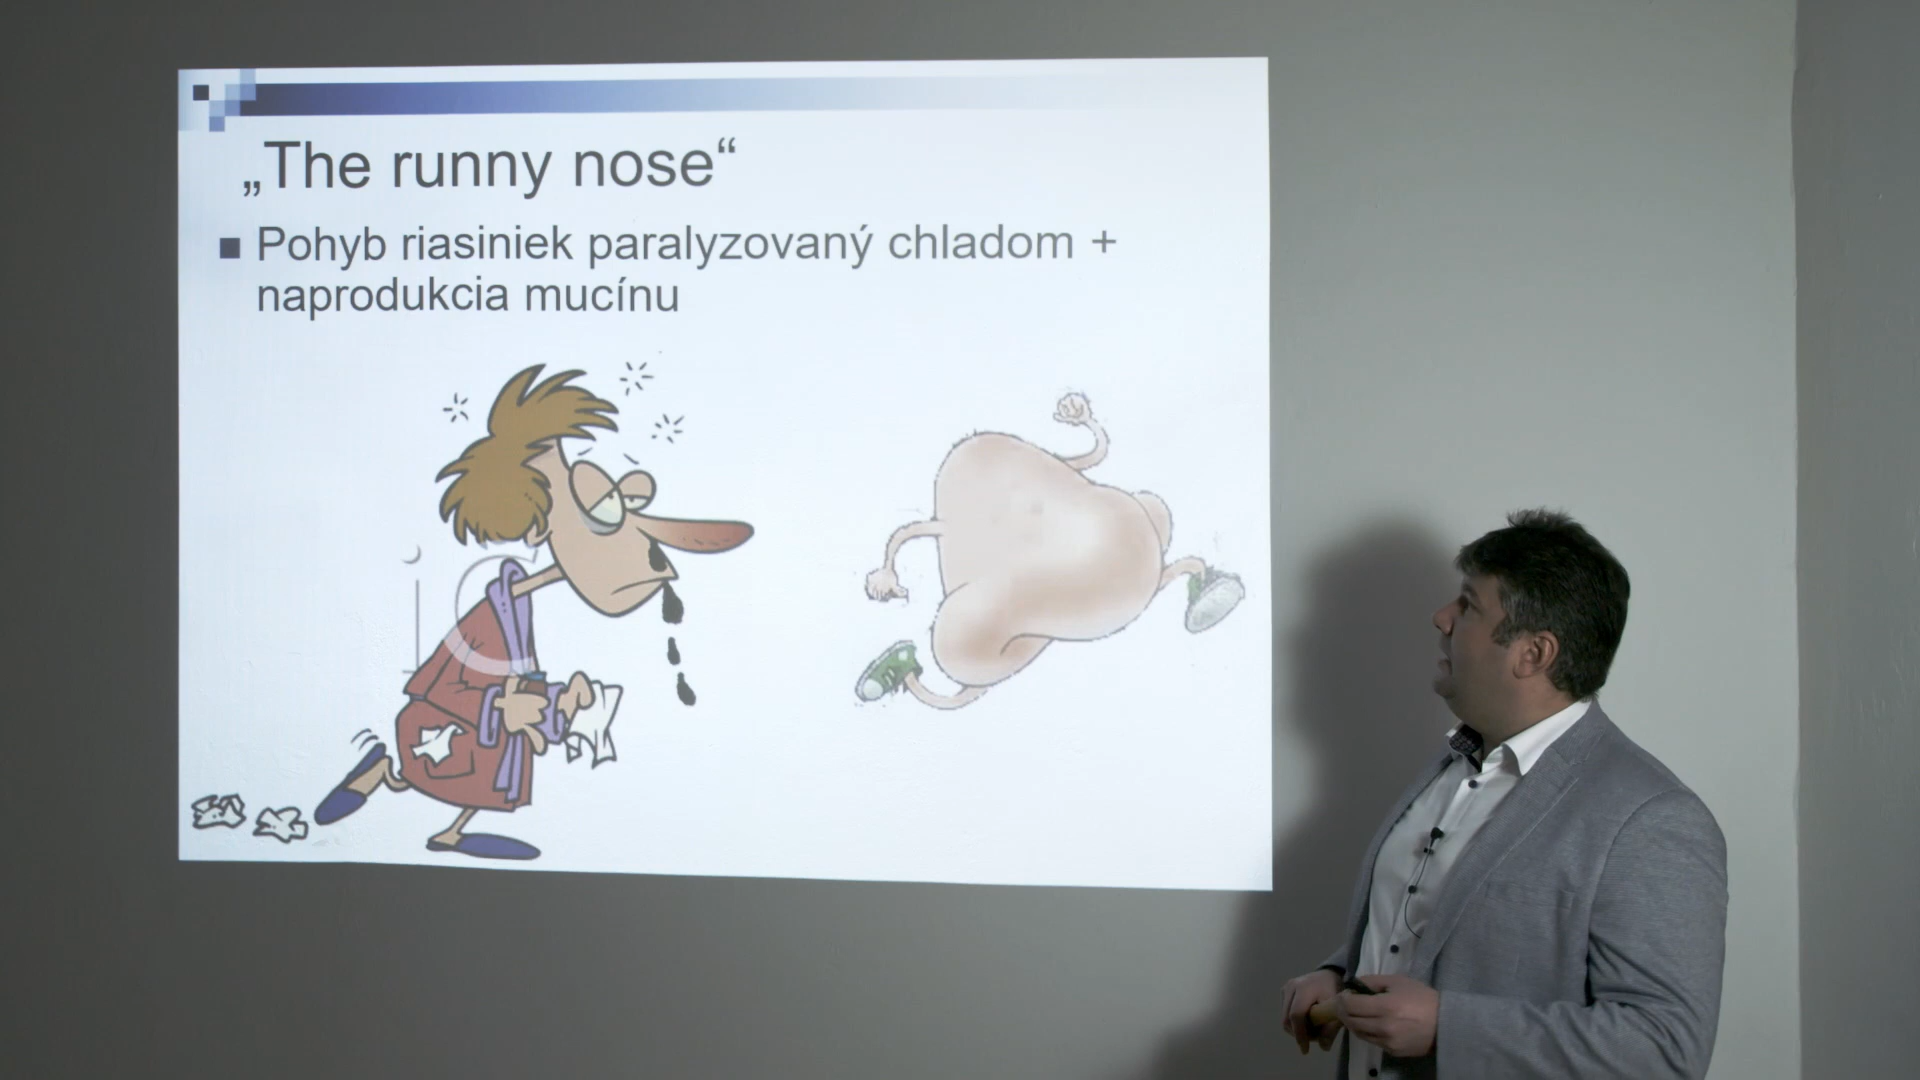 „The runny nose“
Pohyb riasiniek paralyzovaný chladom +
naprodukcia mucínu